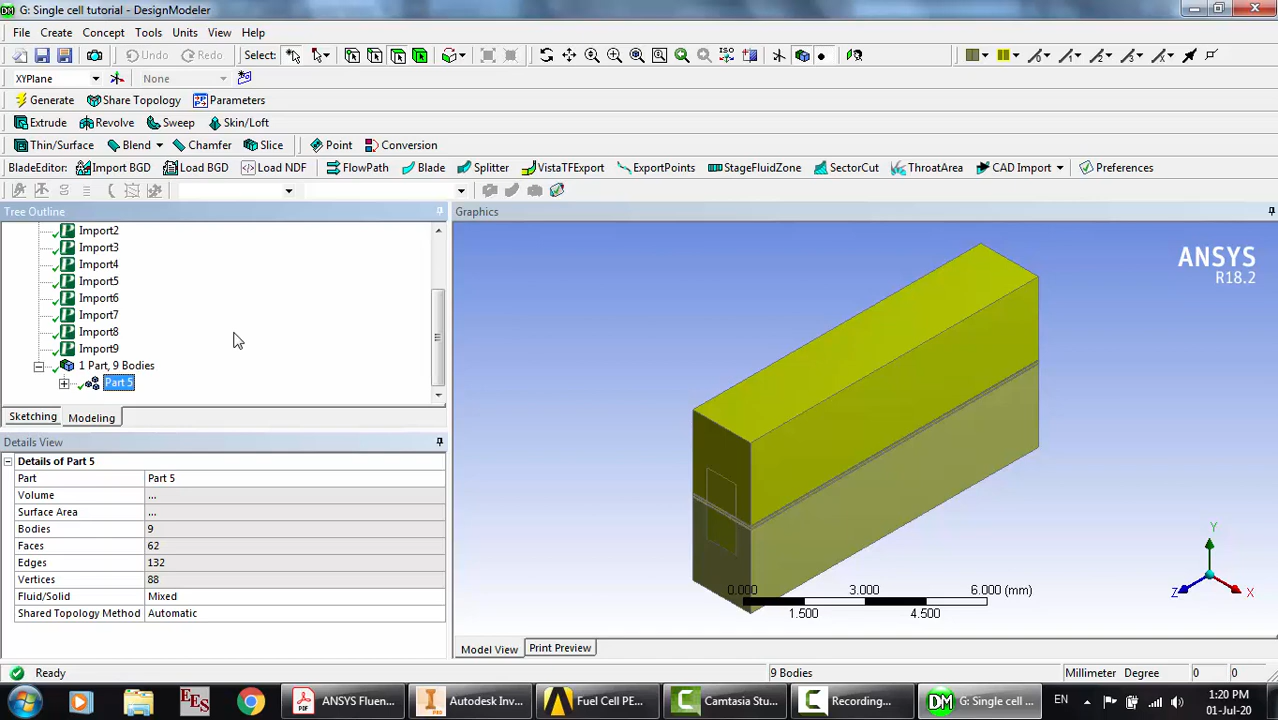 G: Single cell tutorial - DesignModeler
File Create Concept Tools Units View Help
Undo Redo Select:
XYPlane None
Generate Share Topology Parameters
Extrude Revolve Sweep Skin/Loft
Thin/Surface Blend Chamfer Slice Point Conversion
BladeEditor: Import BGD Load BGD Load NDF FlowPath Blade Splitter VistaTFExport ExportPoints StageFluidZone SectorCut ThroatArea CAD Import Preferences
Tree Outline
Import2
Import3
Import4
Import5
Import6
Import7
Import8
Import9
1 Part, 9 Bodies
Part 5
Sketching Modeling
Details View
Details of Part 5
Part Part 5
Volume ...
Surface Area ...
Bodies 9
Faces 62
Edges 132
Vertices 88
Fluid/Solid Mixed
Shared Topology Method Automatic
Graphics
ANSYS
R18.2
0.000 3.000 6.000 (mm)
1.500 4.500
Y
Z X
Model View Print Preview
Ready 9 Bodies Millimeter Degree 0 0
ANSYS Fluen... Autodesk Inv... Fuel Cell PE... Camtasia Stu... Recording... G: Single cell ... EN 1:20 PM
01-Jul-20